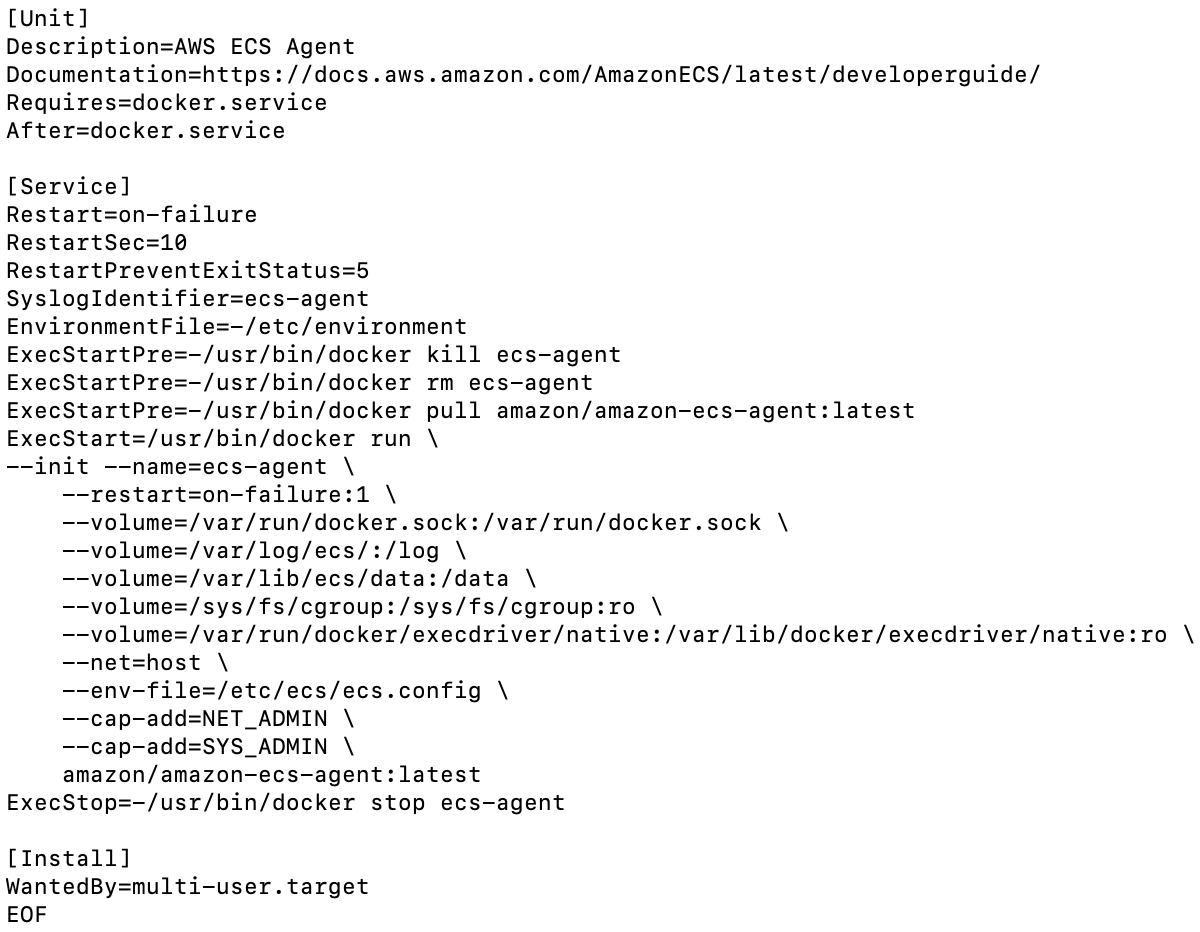 [Unit]
Description=AWS ECS Agent
Documentation=https://docs.aws.amazon.com/AmazonECS/latest/developerguide/
Requires=docker.service
After=docker.service

[Service]
Restart=on-failure
RestartSec=10
RestartPreventExitStatus=5
SyslogIdentifier=ecs-agent
EnvironmentFile=-/etc/environment
ExecStartPre=-/usr/bin/docker kill ecs-agent
ExecStartPre=-/usr/bin/docker rm ecs-agent
ExecStartPre=-/usr/bin/docker pull amazon/amazon-ecs-agent:latest
ExecStart=/usr/bin/docker run \
--init --name=ecs-agent \
    --restart=on-failure:1 \
    --volume=/var/run/docker.sock:/var/run/docker.sock \
    --volume=/var/log/ecs/:/log \
    --volume=/var/lib/ecs/data:/data \
    --volume=/sys/fs/cgroup:/sys/fs/cgroup:ro \
    --volume=/var/run/docker/execdriver/native:/var/lib/docker/execdriver/native:ro \
    --net=host \
    --env-file=/etc/ecs/ecs.config \
    --cap-add=NET_ADMIN \
    --cap-add=SYS_ADMIN \
    amazon/amazon-ecs-agent:latest
ExecStop=-/usr/bin/docker stop ecs-agent

[Install]
WantedBy=multi-user.target
EOF